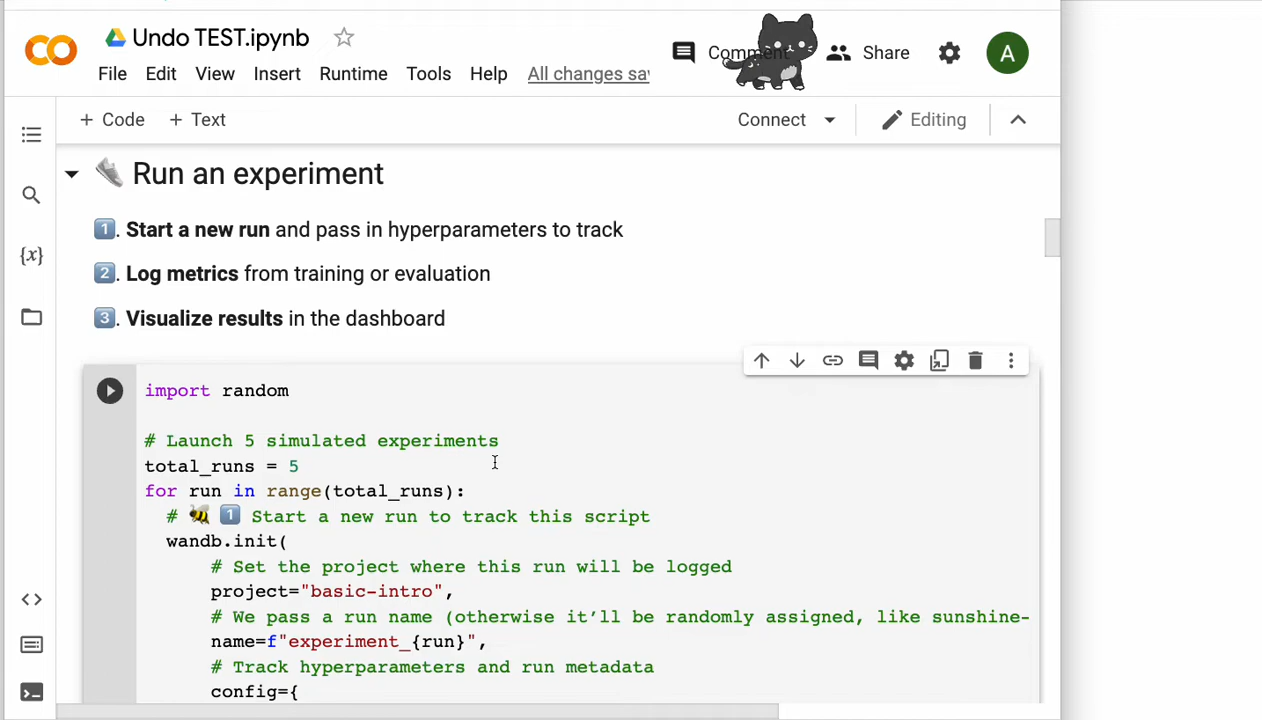 Undo TEST.ipynb
Comment
Share
A
File Edit View Insert Runtime Tools Help All changes sav
+ Code + Text
Connect
Editing
Run an experiment
1. Start a new run and pass in hyperparameters to track
2. Log metrics from training or evaluation
3. Visualize results in the dashboard
{x}
import random
# Launch 5 simulated experiments
total_runs = 5
for run in range(total_runs):
# 🐝 1️⃣ Start a new run to track this script
wandb.init(
# Set the project where this run will be logged
project="basic-intro",
# We pass a run name (otherwise it’ll be randomly assigned, like sunshine-
name=f"experiment_{run}",
# Track hyperparameters and run metadata
config={